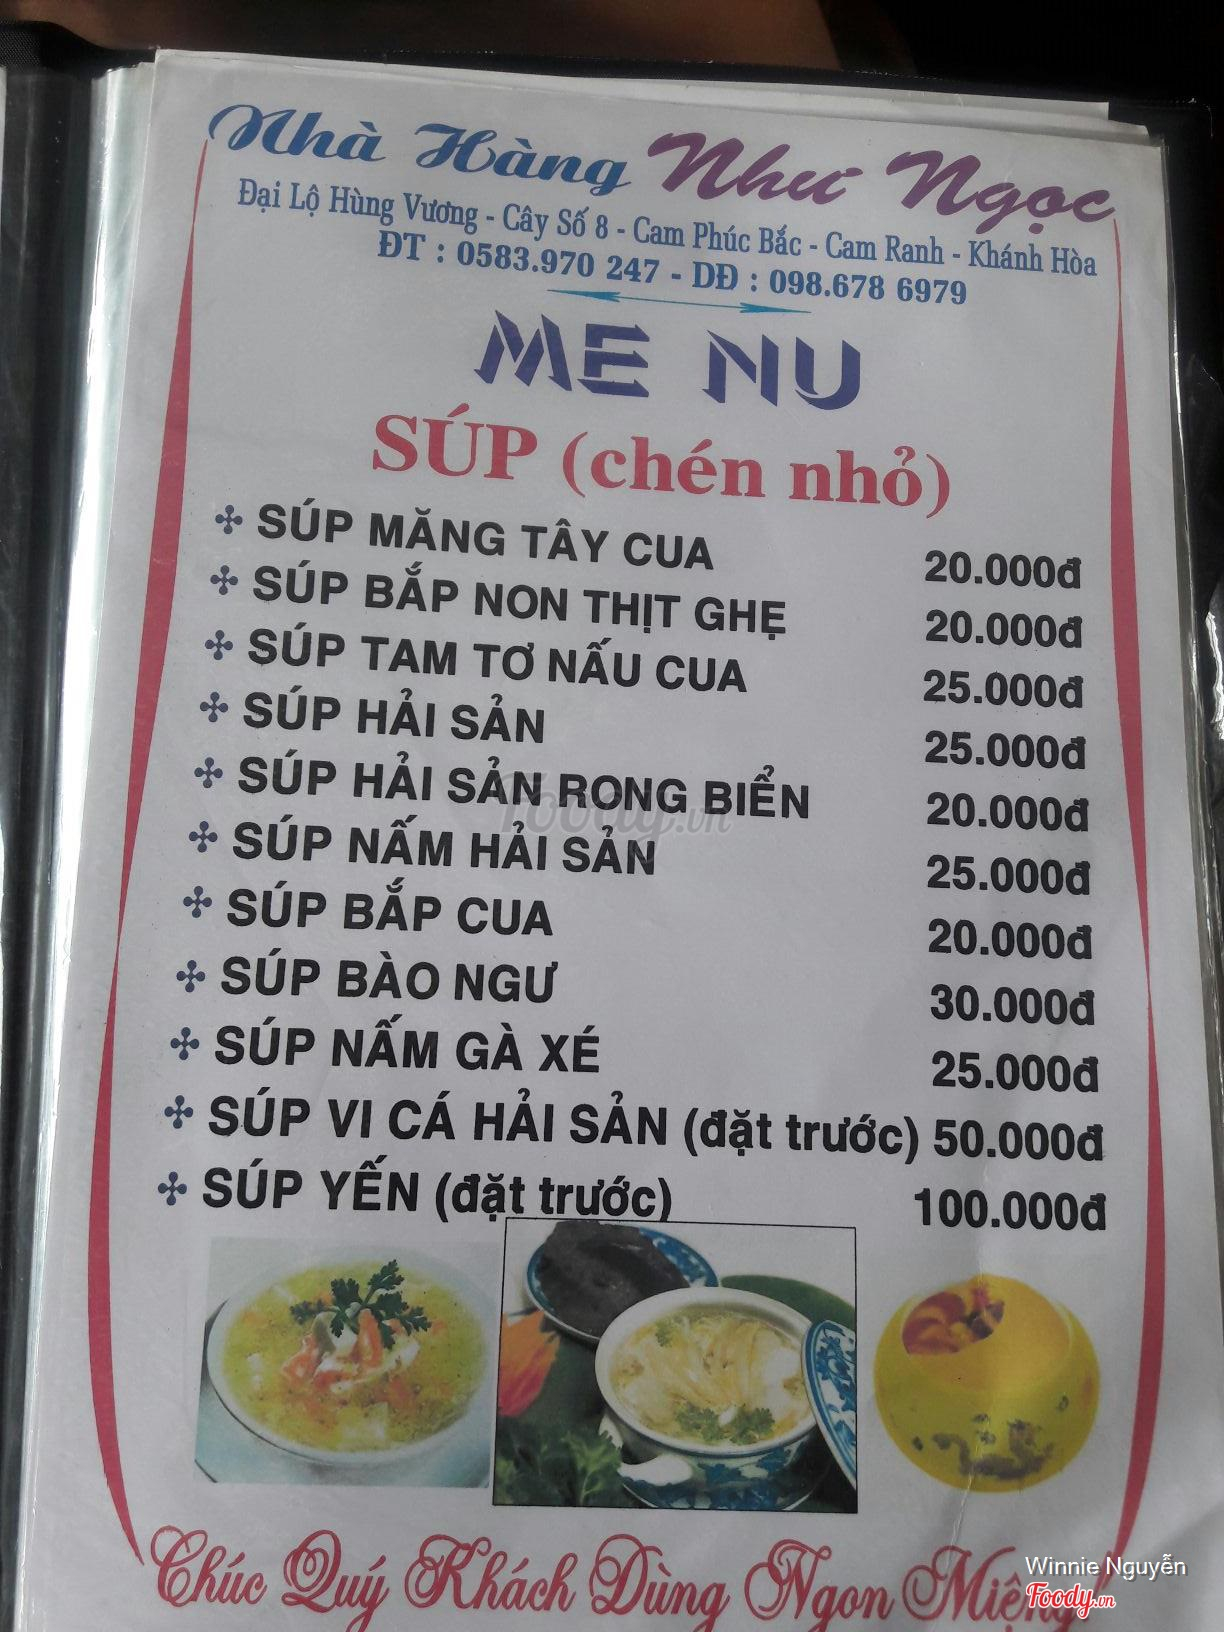 Nhà Hàng Như Ngọc
Đại Lộ Hùng Vương - Cây Số 8 - Cam Phúc Bắc - Cam Ranh - Khánh Hòa
ĐT : 0583.970 247 - DĐ : 098.678 6979
ME NU
SÚP (chén nhỏ)
SÚP MĂNG TÂY CUA 20.000đ
SÚP BẮP NON THỊT GHẸ 20.000đ
SÚP TAM TƠ NẤU CUA 25.000đ
SÚP HẢI SẢN 25.000đ
SÚP HẢI SẢN RONG BIỂN 20.000đ
SÚP NẤM HẢI SẢN 25.000đ
SÚP BẮP CUA 20.000đ
SÚP BÀO NGƯ 30.000đ
SÚP NẤM GÀ XÉ 25.000đ
SÚP VI CÁ HẢI SẢN (đặt trước) 50.000đ
SÚP YẾN (đặt trước) 100.000đ
Chúc Quý Khách Dùng Ngon Miệng!
Foody.vn
Winnie Nguyễn
Foody.vn